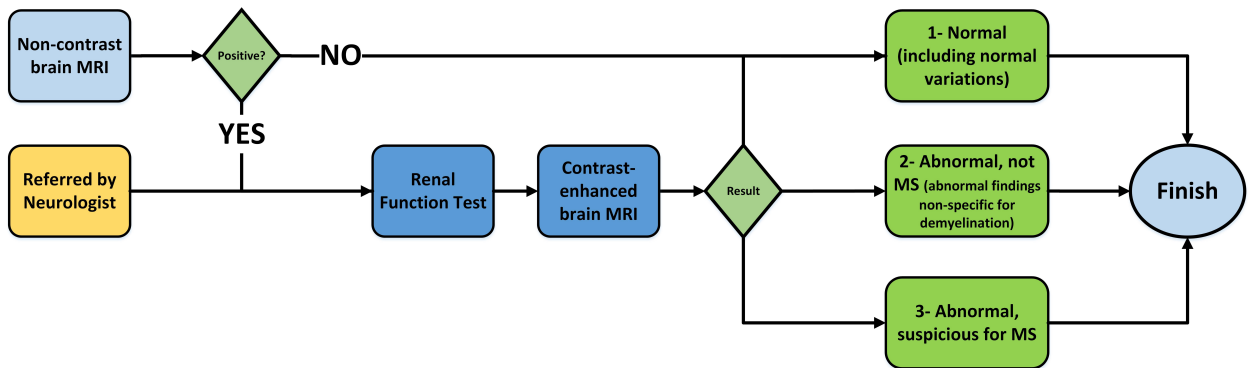 Non-contrast
brain MRI
Positive?
NO
1- Normal
(including normal
variations)
YES
Referred by
Neurologist
Renal
Function Test
Contrast-
enhanced
brain MRI
Result
2- Abnormal, not
MS (abnormal findings
non-specific for
demyelination)
Finish
3- Abnormal,
suspicious for MS